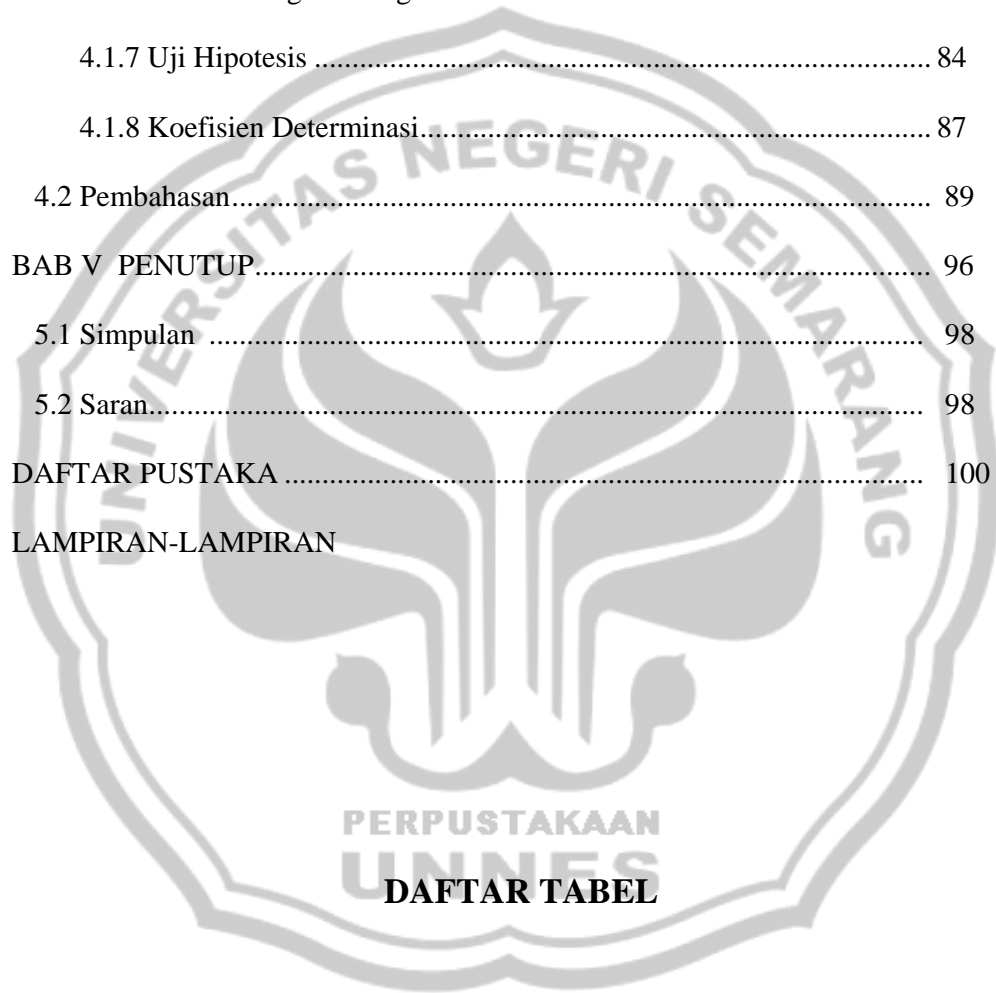 4.1.7 Uji Hipotesis ................................................................................ 84
4.1.8 Koefisien Determinasi.................................................................. 87
4.2 Pembahasan.......................................................................................... 89
BAB V PENUTUP....................................................................................... 96
5.1 Simpulan ............................................................................................ 98
5.2 Saran.................................................................................................... 98
DAFTAR PUSTAKA ................................................................................... 100
LAMPIRAN-LAMPIRAN
UNIVERSITAS NEGERI SEMARANG
PERPUSTAKAAN
UNNES
DAFTAR TABEL